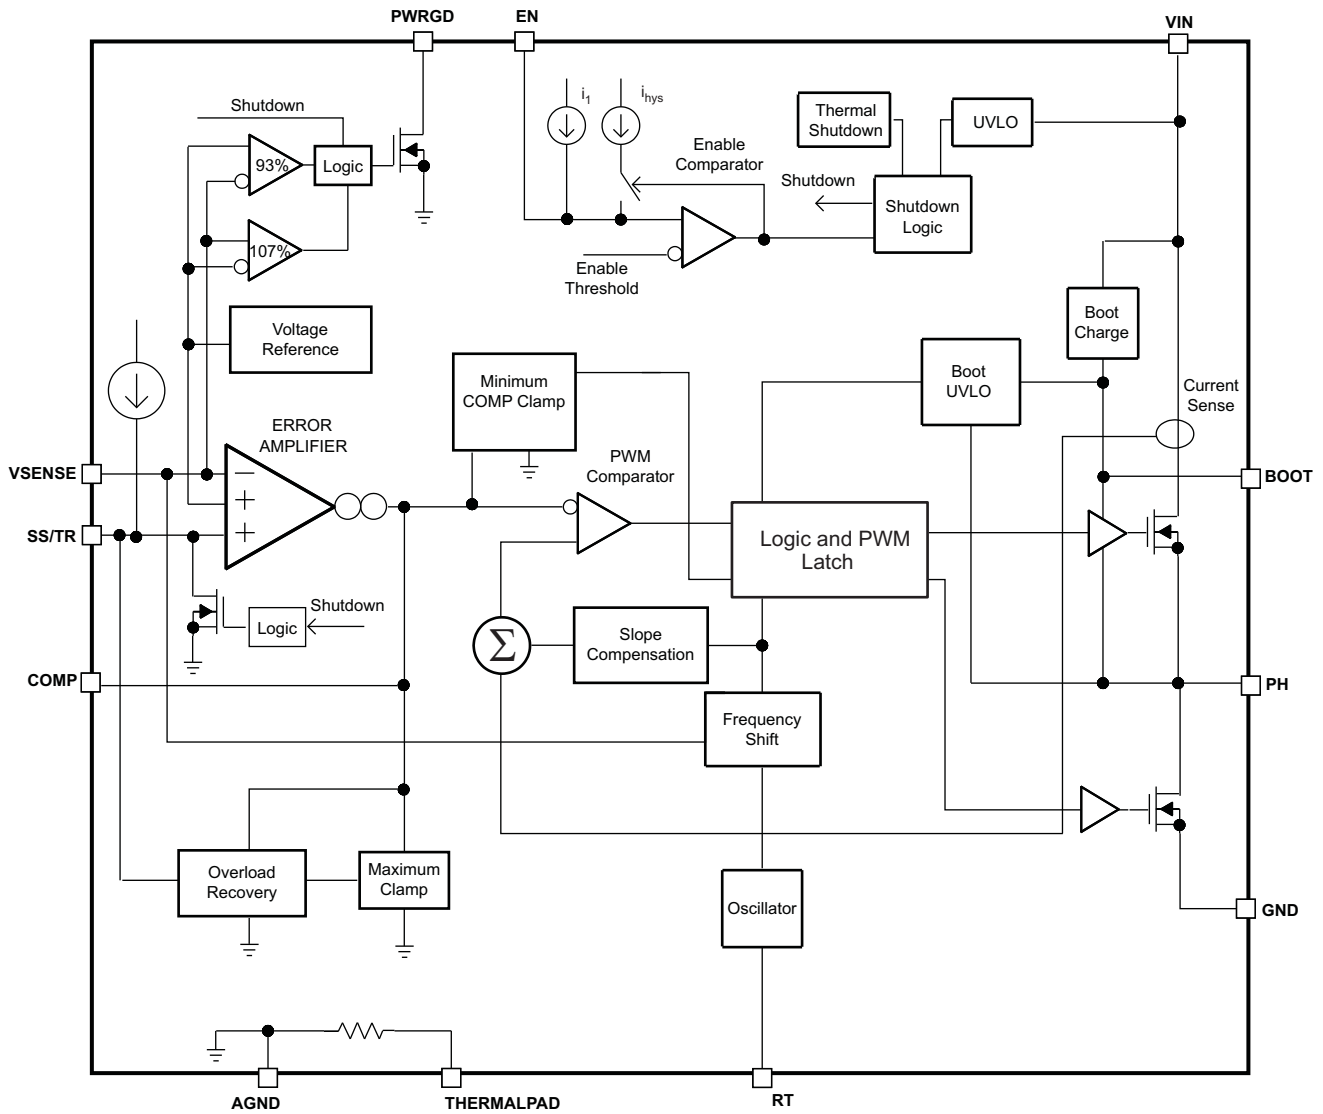 PWRGD
EN
VIN
Shutdown
93%
Logic
107%
i1
ihys
Enable
Comparator
Enable
Threshold
Thermal
Shutdown
UVLO
Shutdown
Shutdown
Logic
Voltage
Reference
Boot
Charge
Minimum
COMP Clamp
Boot
UVLO
Current
Sense
ERROR
AMPLIFIER
PWM
Comparator
VSENSE
−
+
+
SS/TR
BOOT
Logic and PWM
Latch
Logic
Shutdown
Σ
Slope
Compensation
COMP
PH
Frequency
Shift
Overload
Recovery
Maximum
Clamp
Oscillator
GND
AGND
THERMALPAD
RT